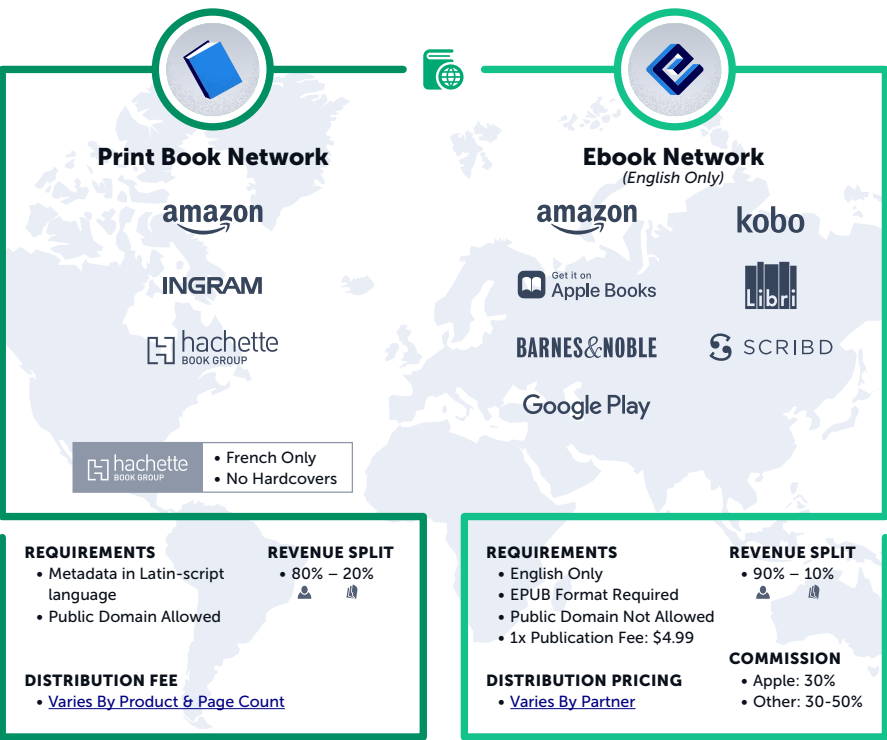 Print Book Network
amazon
INGRAM
hachette
BOOK GROUP
hachette
BOOK GROUP
• French Only
• No Hardcovers
REQUIREMENTS
• Metadata in Latin-script
language
• Public Domain Allowed
REVENUE SPLIT
• 80% – 20%
DISTRIBUTION FEE
• Varies By Product & Page Count
Ebook Network
(English Only)
amazon
kobo
Get it on
Apple Books
Libri
BARNES&NOBLE
SCRIBD
Google Play
REQUIREMENTS
• English Only
• EPUB Format Required
• Public Domain Not Allowed
• 1x Publication Fee: $4.99
REVENUE SPLIT
• 90% – 10%
DISTRIBUTION PRICING
• Varies By Partner
COMMISSION
• Apple: 30%
• Other: 30-50%